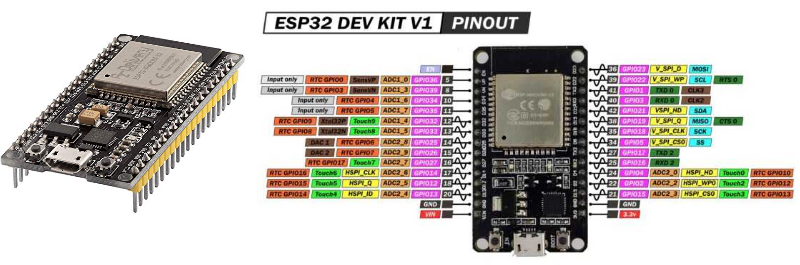 ESP32 DEV KIT V1 PINOUT
EN
Input only RTC GPIO0 SensVP ADC1_0 GPIO36 5
Input only RTC GPIO3 SensVN ADC1_3 GPIO39 8
Input only RTC GPIO4 ADC1_6 GPIO34 10
Input only RTC GPIO5 ADC1_7 GPIO35 11
RTC GPIO9 Xtal32P Touch9 ADC1_4 GPIO32 12
RTC GPIO8 Xtal32N Touch8 ADC1_5 GPIO33 13
DAC 1 RTC GPIO6 ADC2_8 GPIO25
DAC 2 RTC GPIO7 ADC2_9 GPIO26
RTC GPIO17 Touch7 ADC2_7 GPIO27 16
RTC GPIO16 Touch6 HSPI_CLK ADC2_6 GPIO14 17
RTC GPIO15 Touch5 HSPI_Q ADC2_5 GPIO12 18
RTC GPIO14 Touch4 HSPI_ID ADC2_4 GPIO13 20
GND
VIN
36 GPIO23 V_SPI_D MOSI
39 GPIO22 V_SPI_WP SCL RTS 0
41 GPIO1 TXD 0 CLK3
40 GPIO3 RXD 0 CLK2
42 GPIO21 VSPI_HD SDA
38 GPIO19 V_SPI_Q MISO CTS 0
35 GPIO18 V_SPI_CLK SCK
34 GPIO5 V_SPI_CS0 SS
27 GPIO17 TXD 2
25 GPIO16 RXD 2
24 GPIO4 ADC2_0 HSPI_HD Touch0 RTC GPIO10
22 GPIO2 ADC2_2 HSPI_WP0 Touch2 RTC GPIO12
21 GPIO15 ADC2_3 HSPI_CS0 Touch3 RTC GPIO13
GND
3.3v